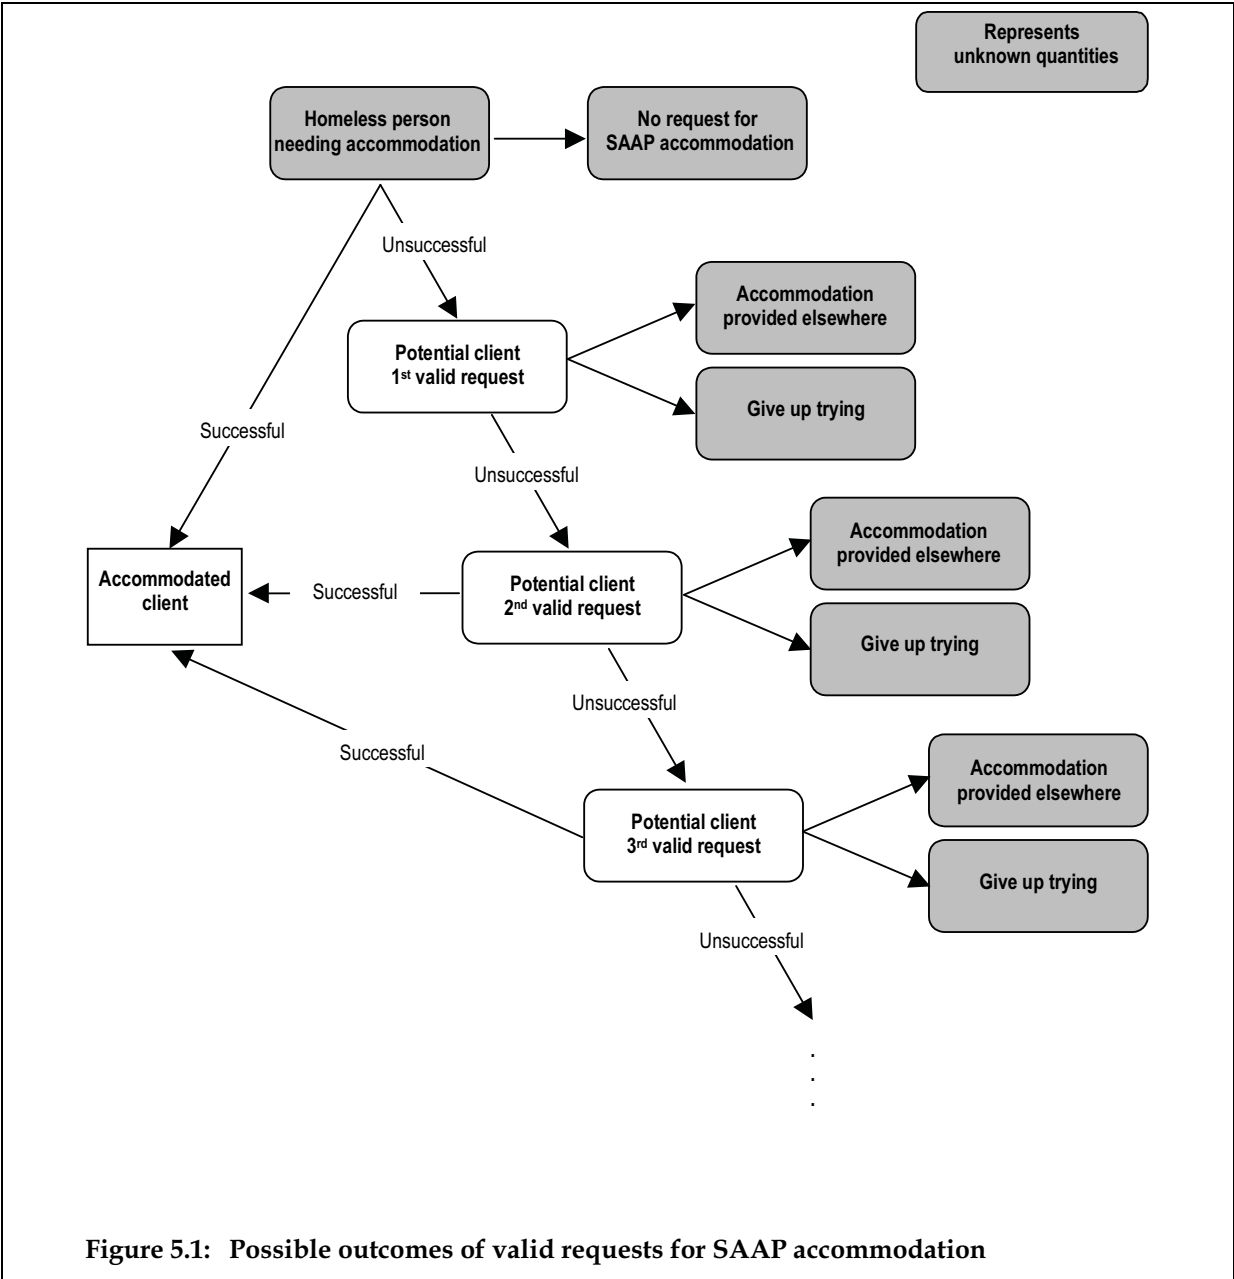 Represents
unknown quantities
Homeless person
needing accommodation
No request for
SAAP accommodation
Unsuccessful
Accommodation
provided elsewhere
Potential client
1st valid request
Give up trying
Successful
Unsuccessful
Accommodation
provided elsewhere
Accommodated
client
Successful
Potential client
2nd valid request
Give up trying
Unsuccessful
Successful
Accommodation
provided elsewhere
Potential client
3rd valid request
Give up trying
Unsuccessful
.
.
.
Figure 5.1: Possible outcomes of valid requests for SAAP accommodation